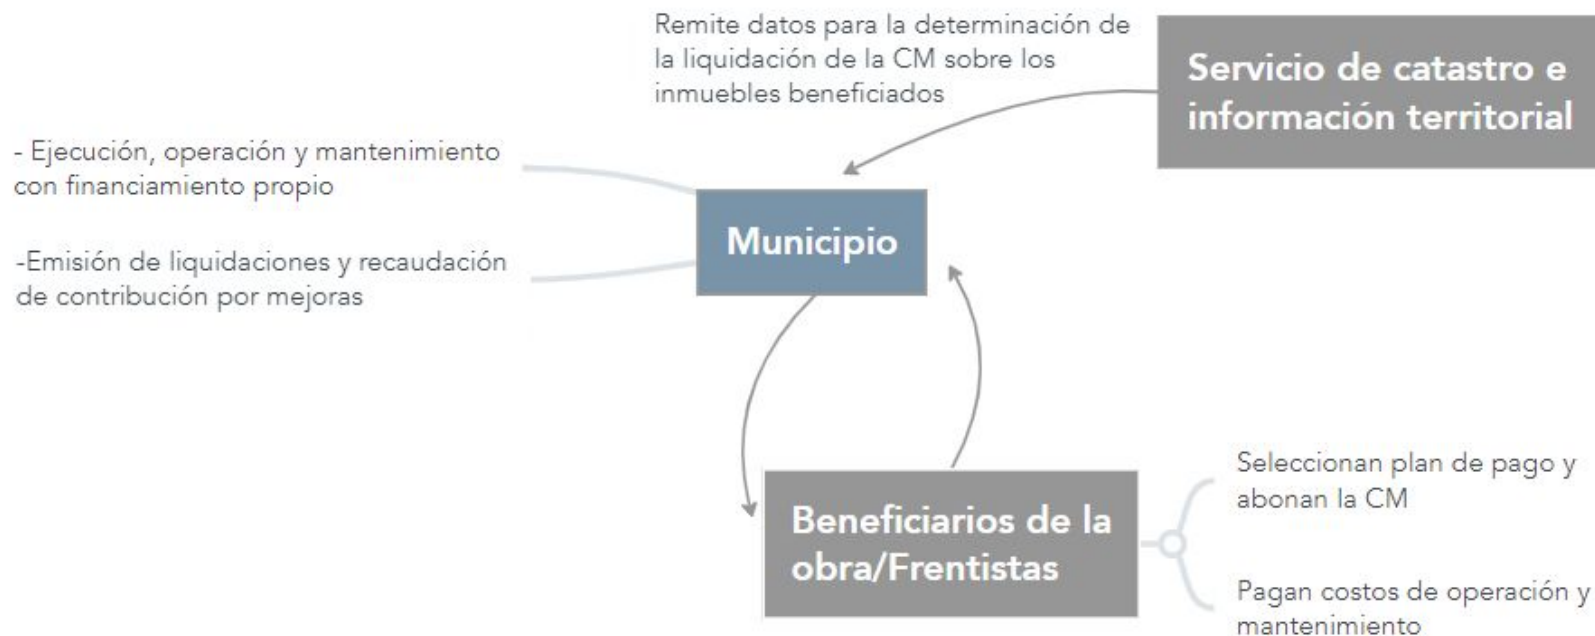 Remite datos para la determinación de
la liquidación de la CM sobre los
inmuebles beneficiados
Servicio de catastro e
información territorial
- Ejecución, operación y mantenimiento
con financiamiento propio
Municipio
-Emisión de liquidaciones y recaudación
de contribución por mejoras
Beneficiarios de la
obra/Frentistas
Seleccionan plan de pago y
abonan la CM
Pagan costos de operación y
mantenimiento